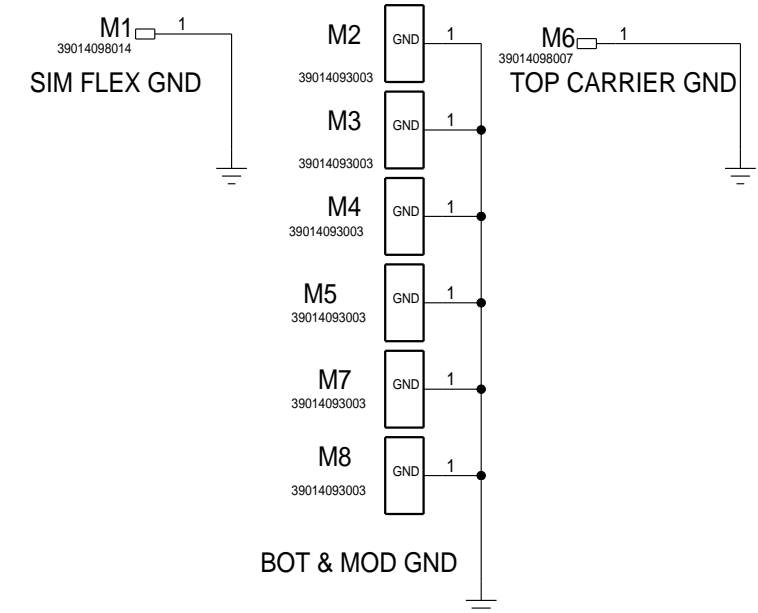 M1 1
39014098014
SIM FLEX GND
M2 GND 1
39014093003
M3 GND 1
39014093003
M4 GND 1
39014093003
M5 GND 1
39014093003
M7 GND 1
39014093003
M8 GND 1
39014093003
BOT & MOD GND
M6 1
39014098007
TOP CARRIER GND